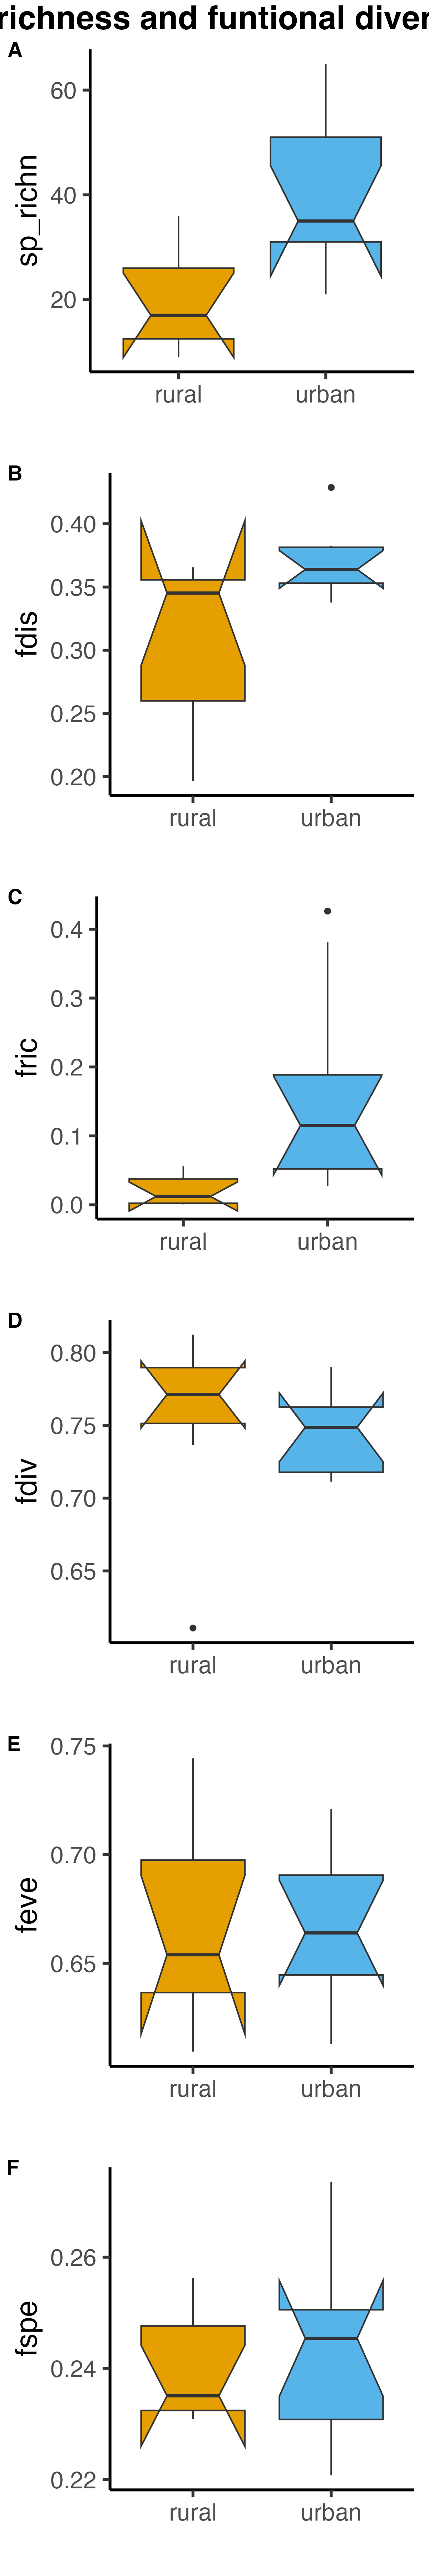 richness and funtional diver
A
60
40
20
sp_richn
rural urban
B
0.40
0.35
0.30
0.25
0.20
fdis
rural urban
C
0.4
0.3
0.2
0.1
0.0
fric
rural urban
D
0.80
0.75
0.70
0.65
fdiv
rural urban
E
0.75
0.70
0.65
feve
rural urban
F
0.26
0.24
0.22
fspe
rural urban